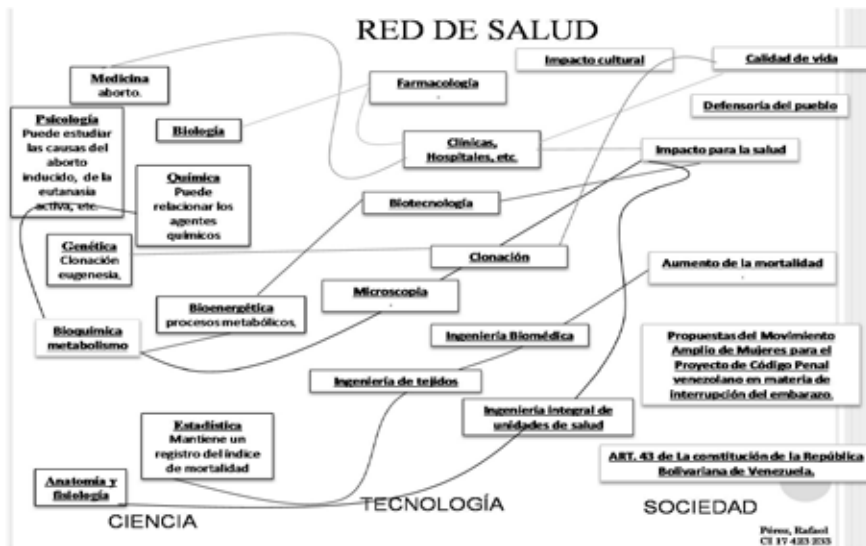 RED DE SALUD
Medicina
aborto.
Psicología
Puede estudiar
las causas del
aborto
inducido, de la
eutanasia
activa, etc.
Biología
Química
Puede
relacionar los
agentes
químicos
Genética
Clonación
eugenesia,
Bioenergética
procesos metabólicos,
Bioquímica
metabolismo
Estadística
Mantiene un
registro del índice
de mortalidad
Anatomía y
fisiología
CIENCIA
Farmacología
.
Clínicas,
Hospitales, etc.
Biotecnología
Clonación
Microscopia
.
Ingeniería Biomédica
Ingeniería de tejidos
Ingeniería integral de
unidades de salud
TECNOLOGÍA
Impacto cultural
Calidad de vida
Defensoría del pueblo
Impacto para la salud
Aumento de la mortalidad
.
Propuestas del Movimiento
Amplio de Mujeres para el
Proyecto de Código Penal
venezolano en materia de
interrupción del embarazo.
ART. 43 de La constitución de la República
Bolivariana de Venezuela.
SOCIEDAD
Pérez, Rafael
CI 17 423 233